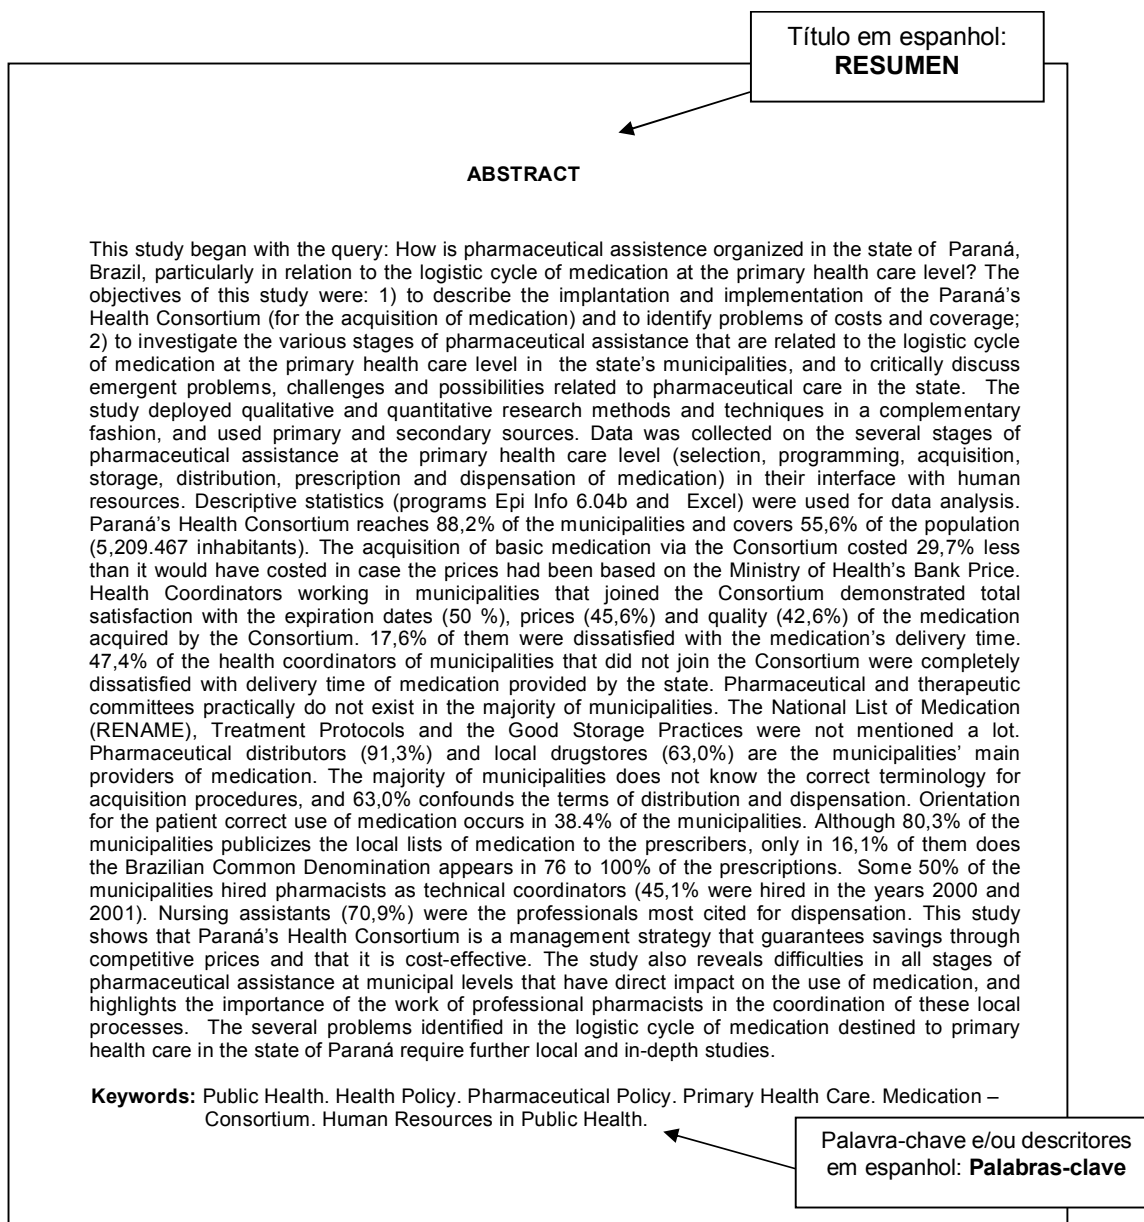 Título em espanhol:
RESUMEN
ABSTRACT
This study began with the query: How is pharmaceutical assistence organized in the state of Paraná,
Brazil, particularly in relation to the logistic cycle of medication at the primary health care level? The
objectives of this study were: 1) to describe the implantation and implementation of the Paraná’s
Health Consortium (for the acquisition of medication) and to identify problems of costs and coverage;
2) to investigate the various stages of pharmaceutical assistance that are related to the logistic cycle
of medication at the primary health care level in the state’s municipalities, and to critically discuss
emergent problems, challenges and possibilities related to pharmaceutical care in the state. The
study deployed qualitative and quantitative research methods and techniques in a complementary
fashion, and used primary and secondary sources. Data was collected on the several stages of
pharmaceutical assistance at the primary health care level (selection, programming, acquisition,
storage, distribution, prescription and dispensation of medication) in their interface with human
resources. Descriptive statistics (programs Epi Info 6.04b and Excel) were used for data analysis.
Paraná’s Health Consortium reaches 88,2% of the municipalities and covers 55,6% of the population
(5,209.467 inhabitants). The acquisition of basic medication via the Consortium costed 29,7% less
than it would have costed in case the prices had been based on the Ministry of Health’s Bank Price.
Health Coordinators working in municipalities that joined the Consortium demonstrated total
satisfaction with the expiration dates (50 %), prices (45,6%) and quality (42,6%) of the medication
acquired by the Consortium. 17,6% of them were dissatisfied with the medication’s delivery time.
47,4% of the health coordinators of municipalities that did not join the Consortium were completely
dissatisfied with delivery time of medication provided by the state. Pharmaceutical and therapeutic
committees practically do not exist in the majority of municipalities. The National List of Medication
(RENAME), Treatment Protocols and the Good Storage Practices were not mentioned a lot.
Pharmaceutical distributors (91,3%) and local drugstores (63,0%) are the municipalities’ main
providers of medication. The majority of municipalities does not know the correct terminology for
acquisition procedures, and 63,0% confounds the terms of distribution and dispensation. Orientation
for the patient correct use of medication occurs in 38.4% of the municipalities. Although 80,3% of the
municipalities publicizes the local lists of medication to the prescribers, only in 16,1% of them does
the Brazilian Common Denomination appears in 76 to 100% of the prescriptions. Some 50% of the
municipalities hired pharmacists as technical coordinators (45,1% were hired in the years 2000 and
2001). Nursing assistants (70,9%) were the professionals most cited for dispensation. This study
shows that Paraná’s Health Consortium is a management strategy that guarantees savings through
competitive prices and that it is cost-effective. The study also reveals difficulties in all stages of
pharmaceutical assistance at municipal levels that have direct impact on the use of medication, and
highlights the importance of the work of professional pharmacists in the coordination of these local
processes. The several problems identified in the logistic cycle of medication destined to primary
health care in the state of Paraná require further local and in-depth studies.
Keywords: Public Health. Health Policy. Pharmaceutical Policy. Primary Health Care. Medication –
Consortium. Human Resources in Public Health.
Palavra-chave e/ou descritores
em espanhol: Palabras-clave